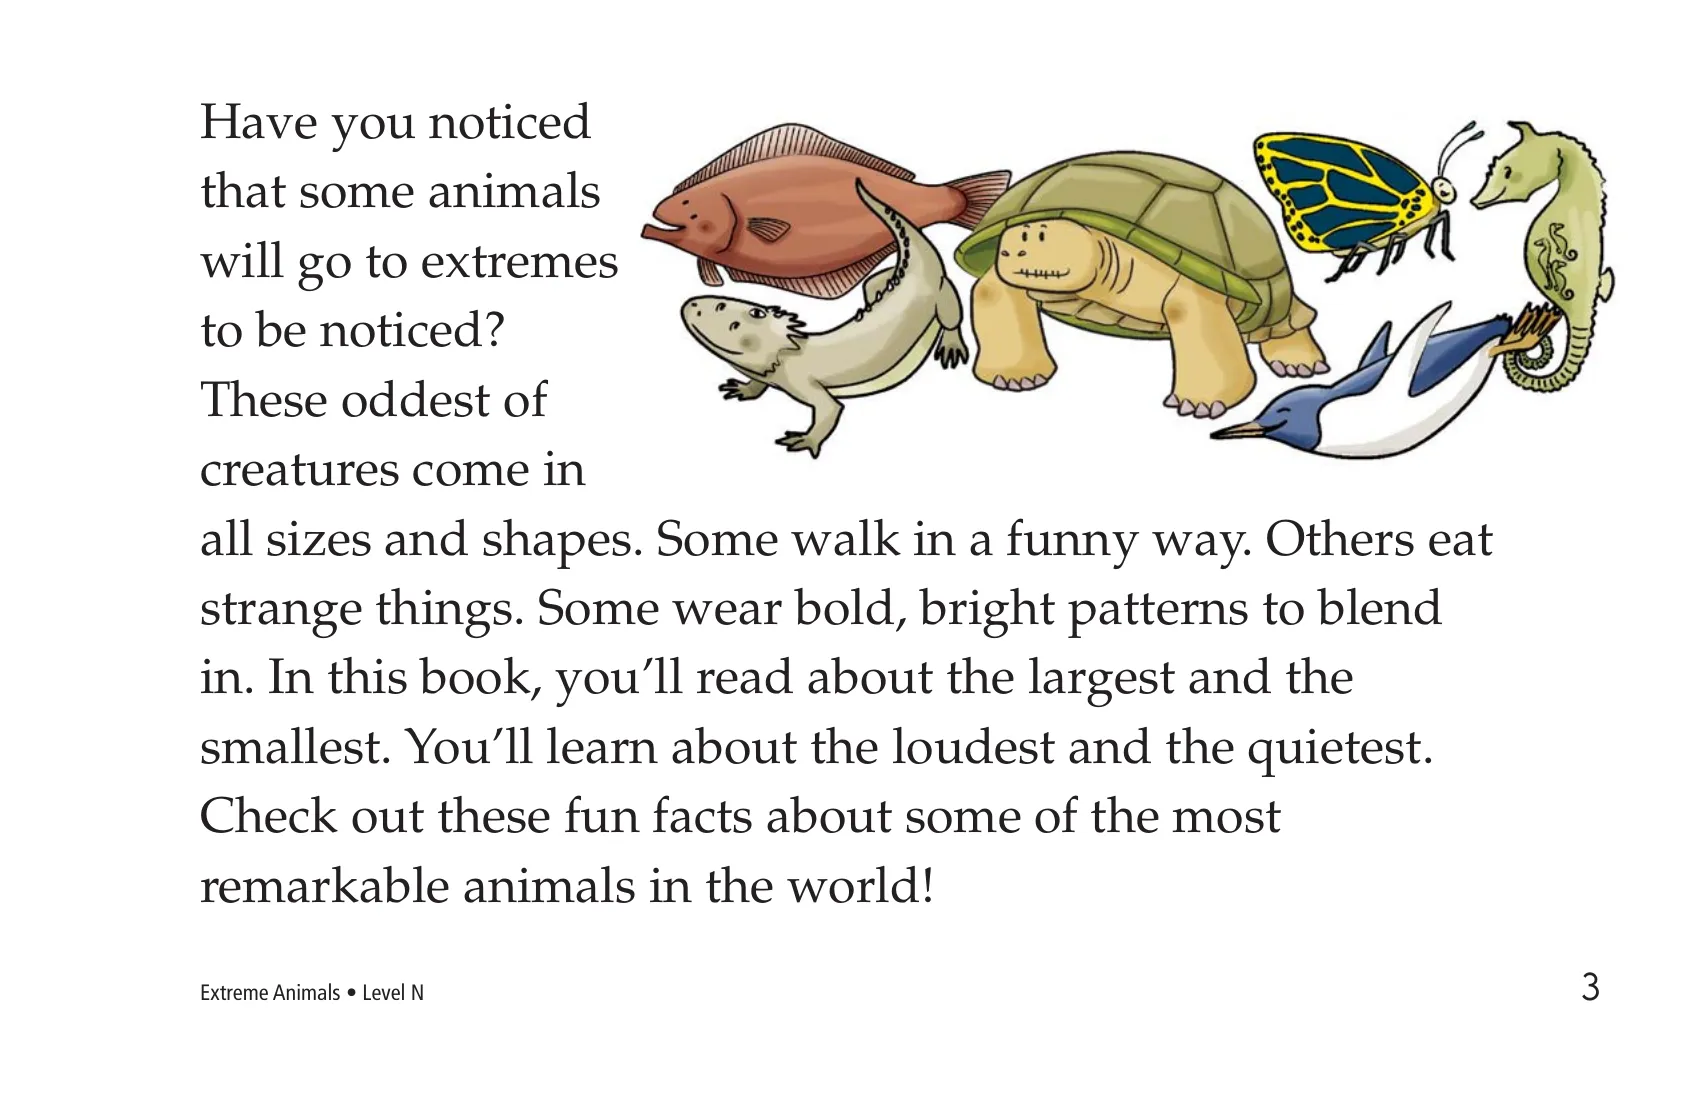 Have you noticed
that some animals
will go to extremes
to be noticed?
These oddest of
creatures come in
all sizes and shapes. Some walk in a funny way. Others eat
strange things. Some wear bold, bright patterns to blend
in. In this book, you’ll read about the largest and the
smallest. You’ll learn about the loudest and the quietest.
Check out these fun facts about some of the most
remarkable animals in the world!
Extreme Animals • Level N
3